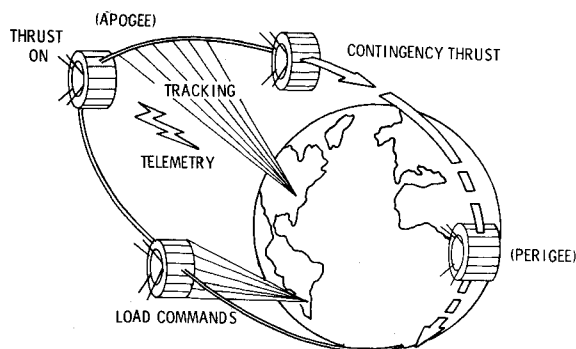 (APOGEE)
THRUST
ON
CONTINGENCY THRUST
TRACKING
TELEMETRY
(PERIGEE)
LOAD COMMANDS